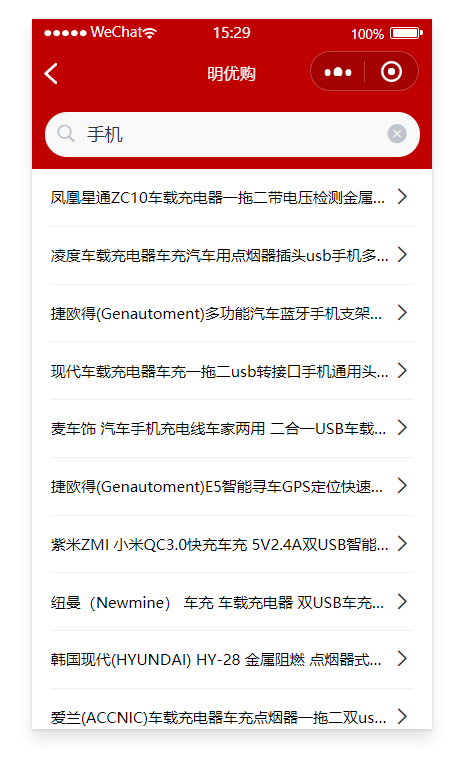 WeChat 15:29 100%
明优购
手机
凤凰星通ZC10车载充电器一拖二带电压检测金属...
凌度车载充电器车充汽车用点烟器插头usb手机多...
捷欧得(Genautoment)多功能汽车蓝牙手机支架...
现代车载充电器车充一拖二usb转接口手机通用头...
麦车饰 汽车手机充电线车家两用 二合一USB车载...
捷欧得(Genautoment)E5智能寻车GPS定位快速...
紫米ZMI 小米QC3.0快充车充 5V2.4A双USB智能...
纽曼（Newmine） 车充 车载充电器 双USB车充...
韩国现代(HYUNDAI) HY-28 金属阻燃 点烟器式...
爱兰(ACCNIC)车载充电器车充点烟器一拖二双us...